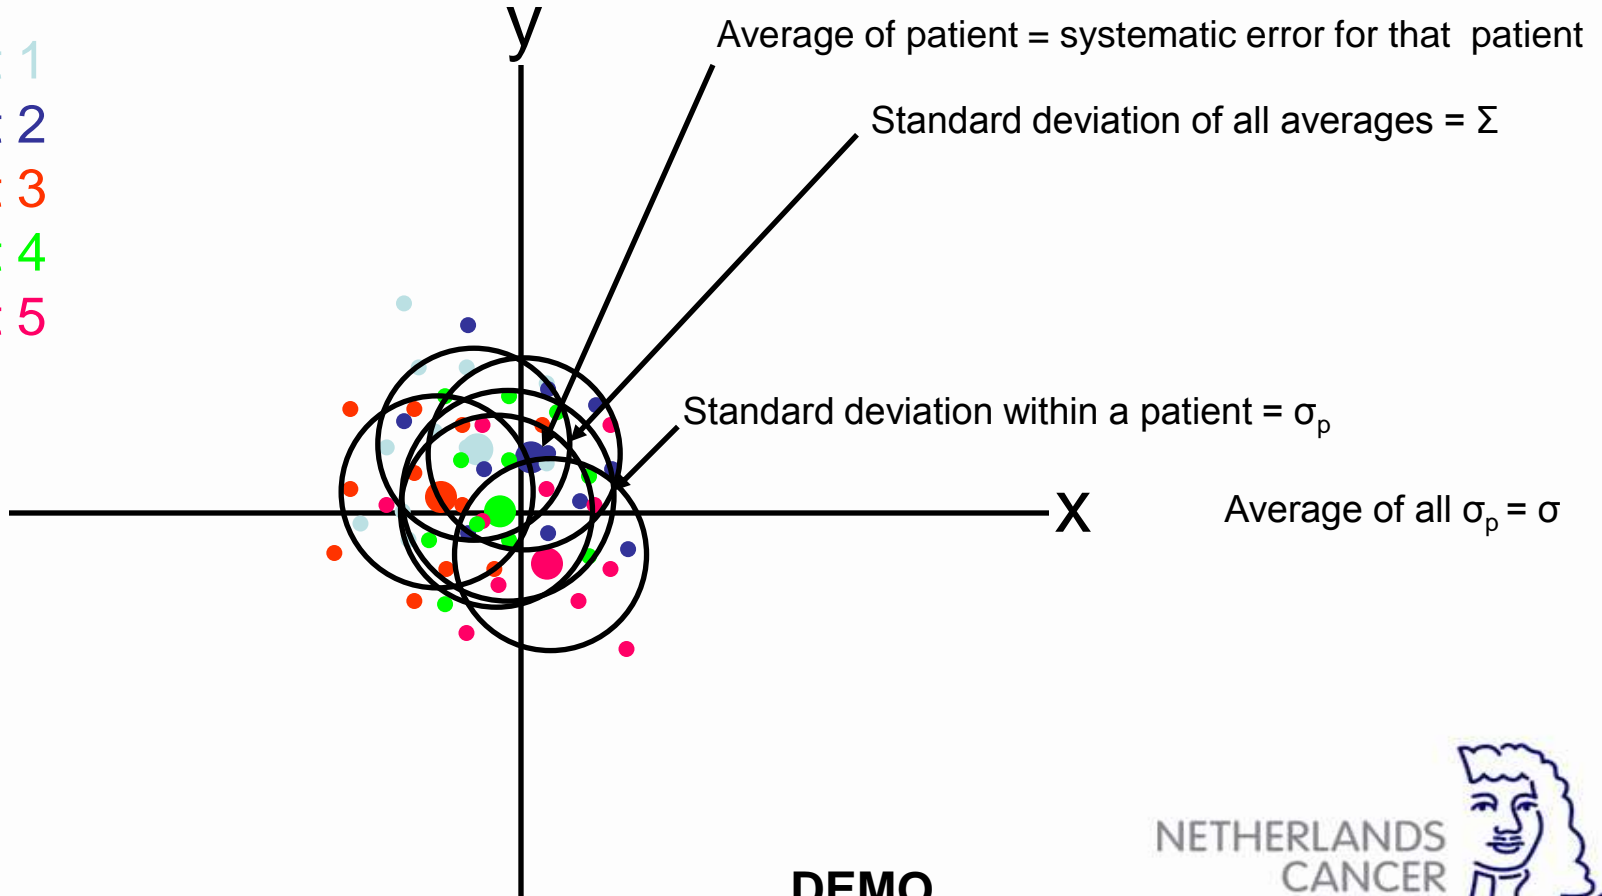 y
Average of patient = systematic error for that patient
1
Standard deviation of all averages = Σ
2
3
4
5
Standard deviation within a patient = σp
x
Average of all σp = σ
NETHERLANDS
CANCER
DEMO